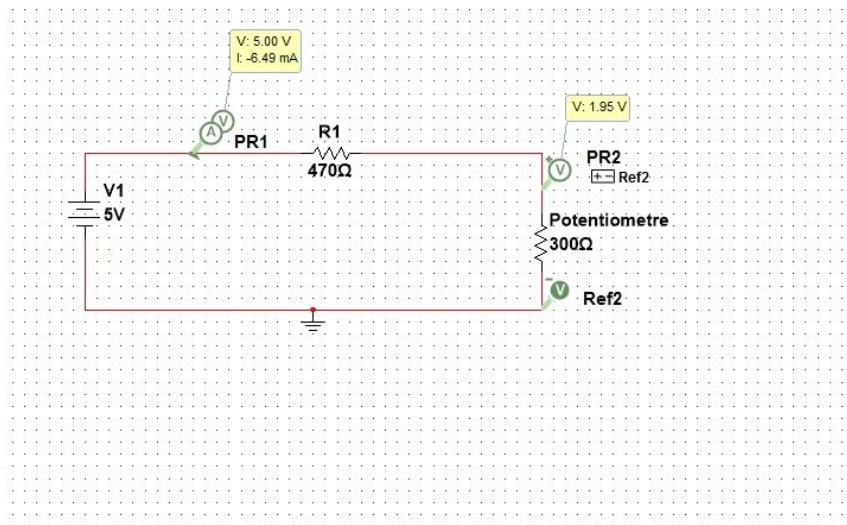 V: 5.00 V
I: -6.49 mA
A
V
PR1
R1
470Ω
V: 1.95 V
V
PR2
Ref2
V1
5V
Potentiometre
300Ω
V
Ref2